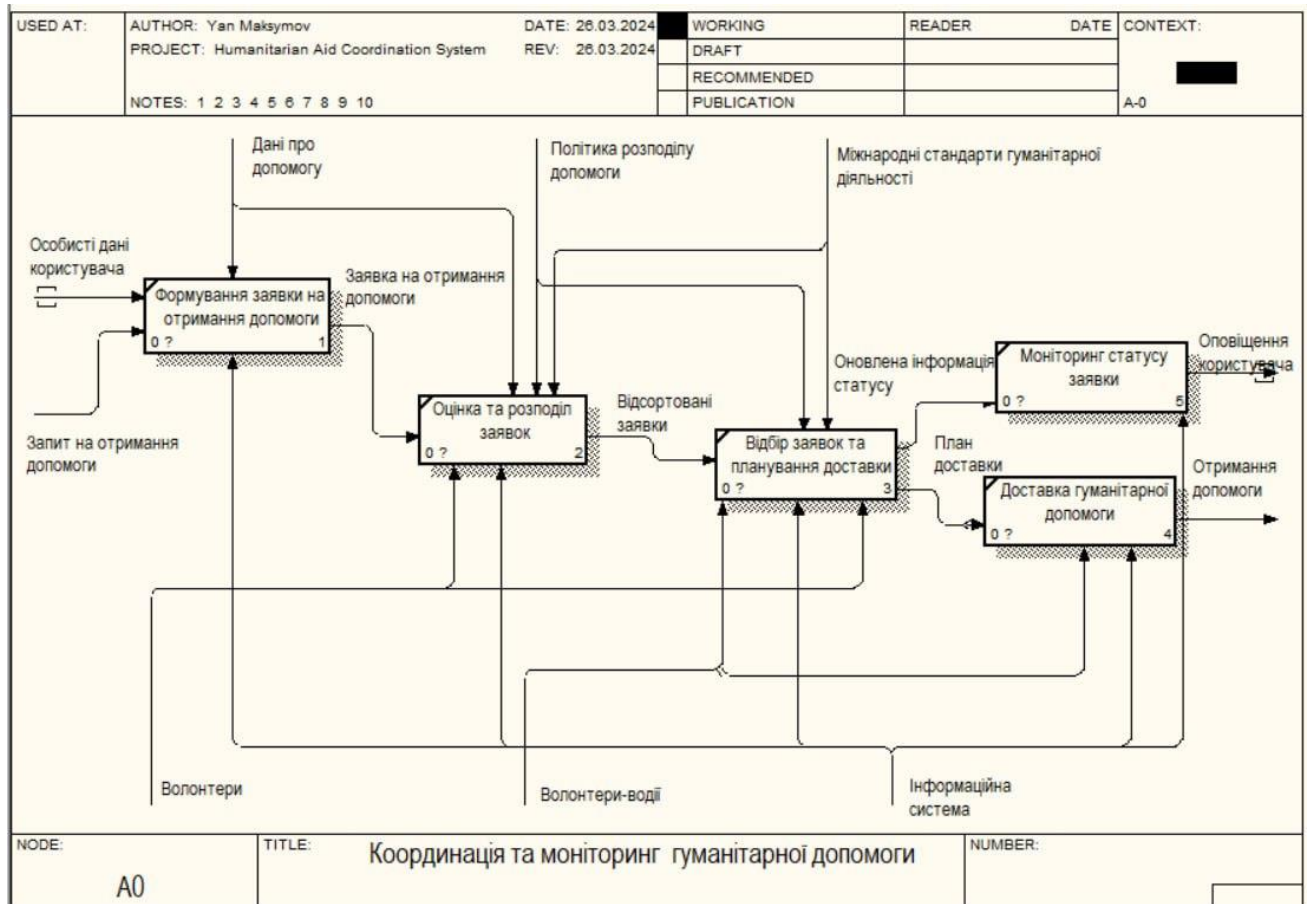 USED AT:
AUTHOR: Yan Maksymov
DATE: 26.03.2024
WORKING
READER
DATE
CONTEXT:
PROJECT: Humanitarian Aid Coordination System
REV: 26.03.2024
DRAFT
RECOMMENDED
NOTES: 1 2 3 4 5 6 7 8 9 10
PUBLICATION
A-0
Дані про
допомогу
Політика розподілу
допомоги
Міжнародні стандарти гуманітарної
діяльності
Особисті дані
користувача
Формування заявки на
отримання допомоги
0 ?
1
Заявка на отримання
допомоги
Запит на отримання
допомоги
Оцінка та розподіл
заявок
0 ?
2
Відсортовані
заявки
Відбір заявок та
планування доставки
0 ?
3
Оновлена інформація
статусу
Моніторинг статусу
заявки
0 ?
5
Оповіщення
користувача
План
доставки
Доставка гуманітарної
допомоги
0 ?
4
Отримання
допомоги
Волонтери
Волонтери-водії
Інформаційна
система
NODE:
A0
TITLE:
Координація та моніторинг гуманітарної допомоги
NUMBER: